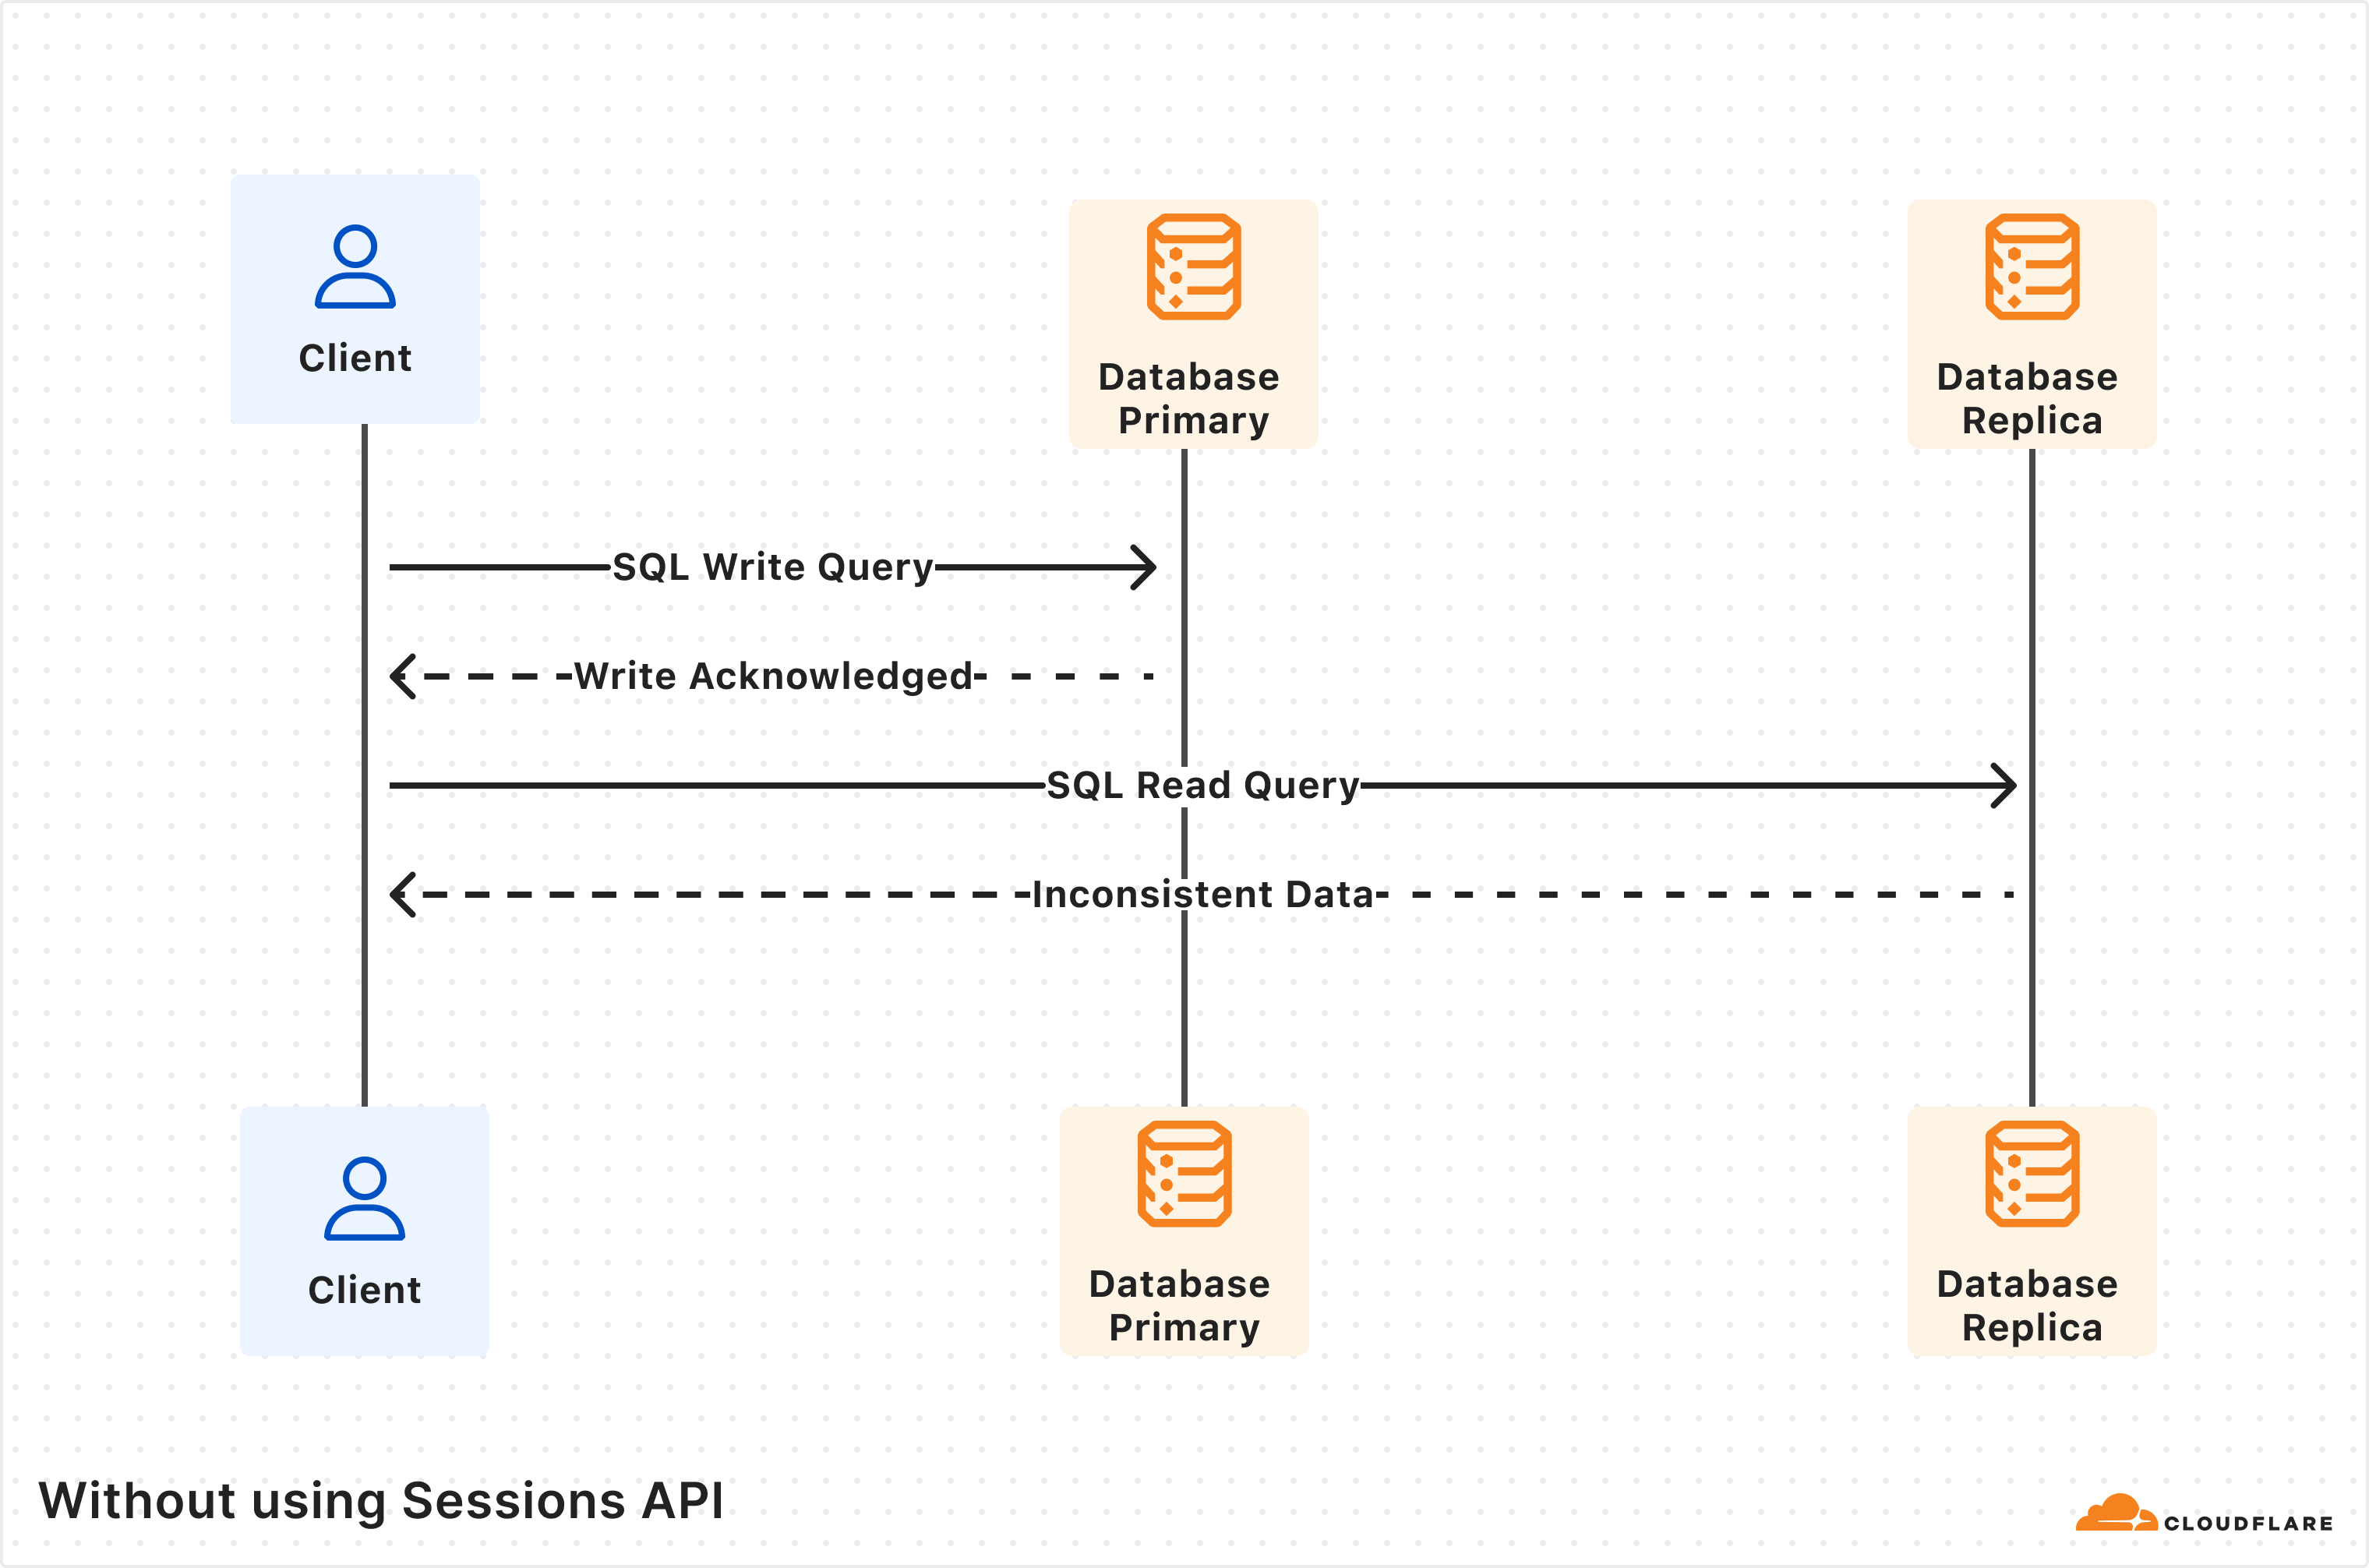 Client
Database
Primary
Database
Replica
SQL Write Query
Write Acknowledged
SQL Read Query
Inconsistent Data
Client
Database
Primary
Database
Replica
Without using Sessions API
CLOUDFLARE